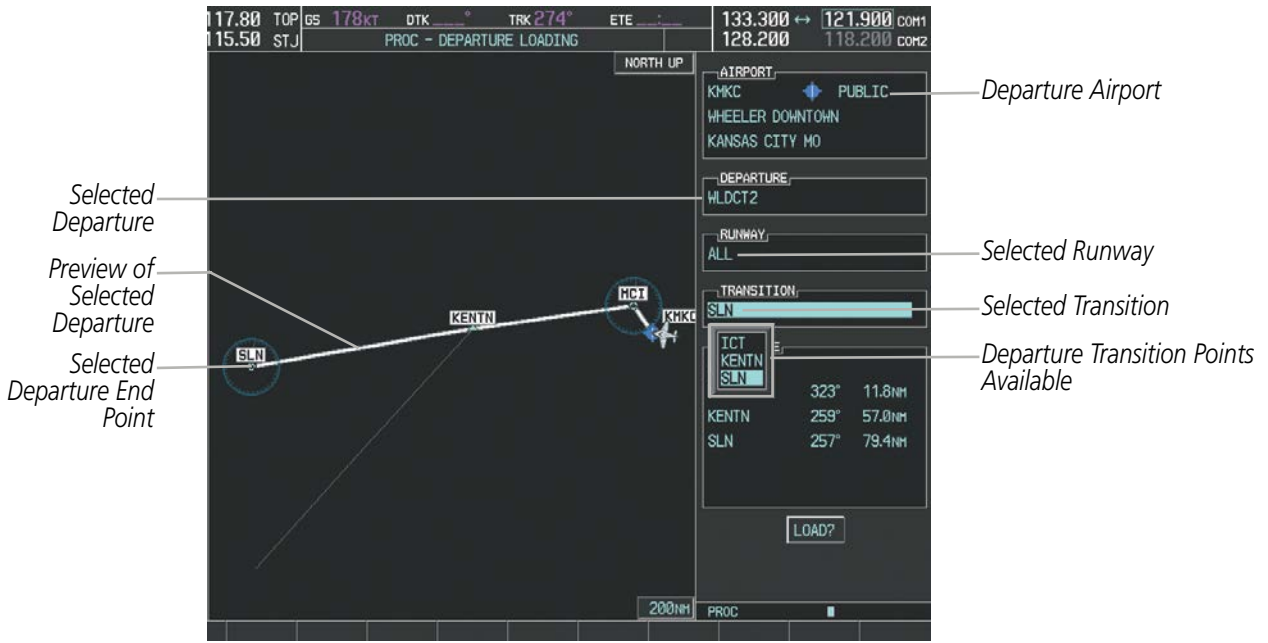 117.80 TOP GS 178KT DTK ___° TRK 274° ETE __:__ 133.300 ↔ 121.900 COM1
115.50 STJ PROC - DEPARTURE LOADING 128.200 118.200 COM2
NORTH UP
AIRPORT
KMKC PUBLIC
WHEELER DOWNTOWN
KANSAS CITY MO
Departure Airport
DEPARTURE
WLDCT2
Selected
Departure
RUNWAY
ALL
Selected Runway
Preview of
Selected
Departure
TRANSITION
SLN
Selected Transition
MCI
KMKC
KENTN
SLN
Selected
Departure End
Point
ICT
KENTN
SLN
Departure Transition Points
Available
323° 11.8NM
KENTN 259° 57.0NM
SLN 257° 79.4NM
LOAD?
200NM
PROC